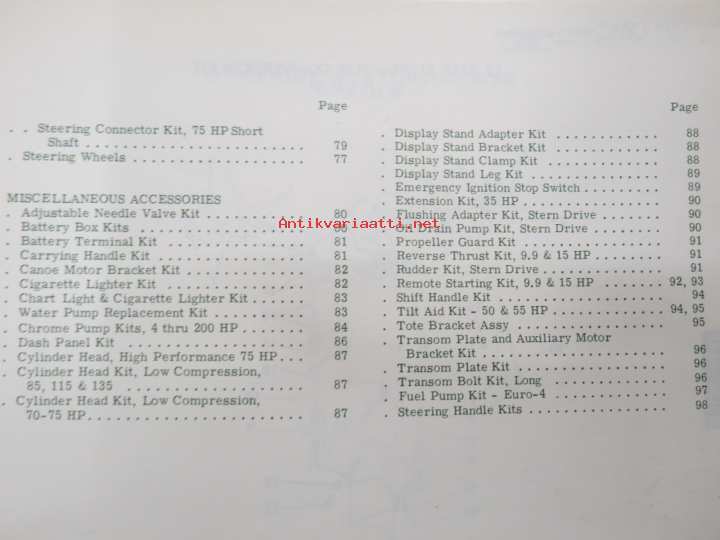 Page
. . Steering Connector Kit, 75 HP Short
Shaft . . . . . . . . . . . . . . . . . . . . . . . . 79
. Steering Wheels . . . . . . . . . . . . . . . . . . . 77
MISCELLANEOUS ACCESSORIES
. Adjustable Needle Valve Kit . . . . . . . . . . . 80
. Battery Box Kits . . . . . . . . . . . . . . . . . . 80
. Battery Terminal Kit . . . . . . . . . . . . . . . 81
. Carrying Handle Kit . . . . . . . . . . . . . . . . 81
. Canoe Motor Bracket Kit . . . . . . . . . . . . . 82
. Cigarette Lighter Kit . . . . . . . . . . . . . . . 82
. Chart Light & Cigarette Lighter Kit . . . . . . 83
. Water Pump Replacement Kit . . . . . . . . . . 83
. Chrome Pump Kits, 4 thru 200 HP . . . . . . . 84
. Dash Panel Kit . . . . . . . . . . . . . . . . . . . 86
. Cylinder Head, High Performance 75 HP . . . 87
. Cylinder Head Kit, Low Compression,
85, 115 & 135 . . . . . . . . . . . . . . . . . . 87
. Cylinder Head Kit, Low Compression,
70-75 HP . . . . . . . . . . . . . . . . . . . . . . . 87
Page
. Display Stand Adapter Kit . . . . . . . . . . . . 88
. Display Stand Bracket Kit . . . . . . . . . . . . 88
. Display Stand Clamp Kit . . . . . . . . . . . . . 88
. Display Stand Leg Kit . . . . . . . . . . . . . . . 89
. Emergency Ignition Stop Switch . . . . . . . . . 89
. Extension Kit, 35 HP . . . . . . . . . . . . . . . 90
. Flushing Adapter Kit, Stern Drive . . . . . . . 90
. Oil Drain Pump Kit, Stern Drive . . . . . . . . 90
. Propeller Guard Kit . . . . . . . . . . . . . . . . 91
. Reverse Thrust Kit, 9.9 & 15 HP . . . . . . . . 91
. Rudder Kit, Stern Drive . . . . . . . . . . . . . . 91
. Remote Starting Kit, 9.9 & 15 HP . . . . . . 92, 93
. Shift Handle Kit . . . . . . . . . . . . . . . . . . 94
. Tilt Aid Kit - 50 & 55 HP . . . . . . . . . . . 94, 95
. Tote Bracket Assy . . . . . . . . . . . . . . . . . 95
. Transom Plate and Auxiliary Motor
Bracket Kit . . . . . . . . . . . . . . . . . . . . 96
. Transom Plate Kit . . . . . . . . . . . . . . . . . 96
. Transom Bolt Kit, Long . . . . . . . . . . . . . 96
. Fuel Pump Kit - Euro-4 . . . . . . . . . . . . . 97
. Steering Handle Kits . . . . . . . . . . . . . . . 98
Antikvariaatti.net